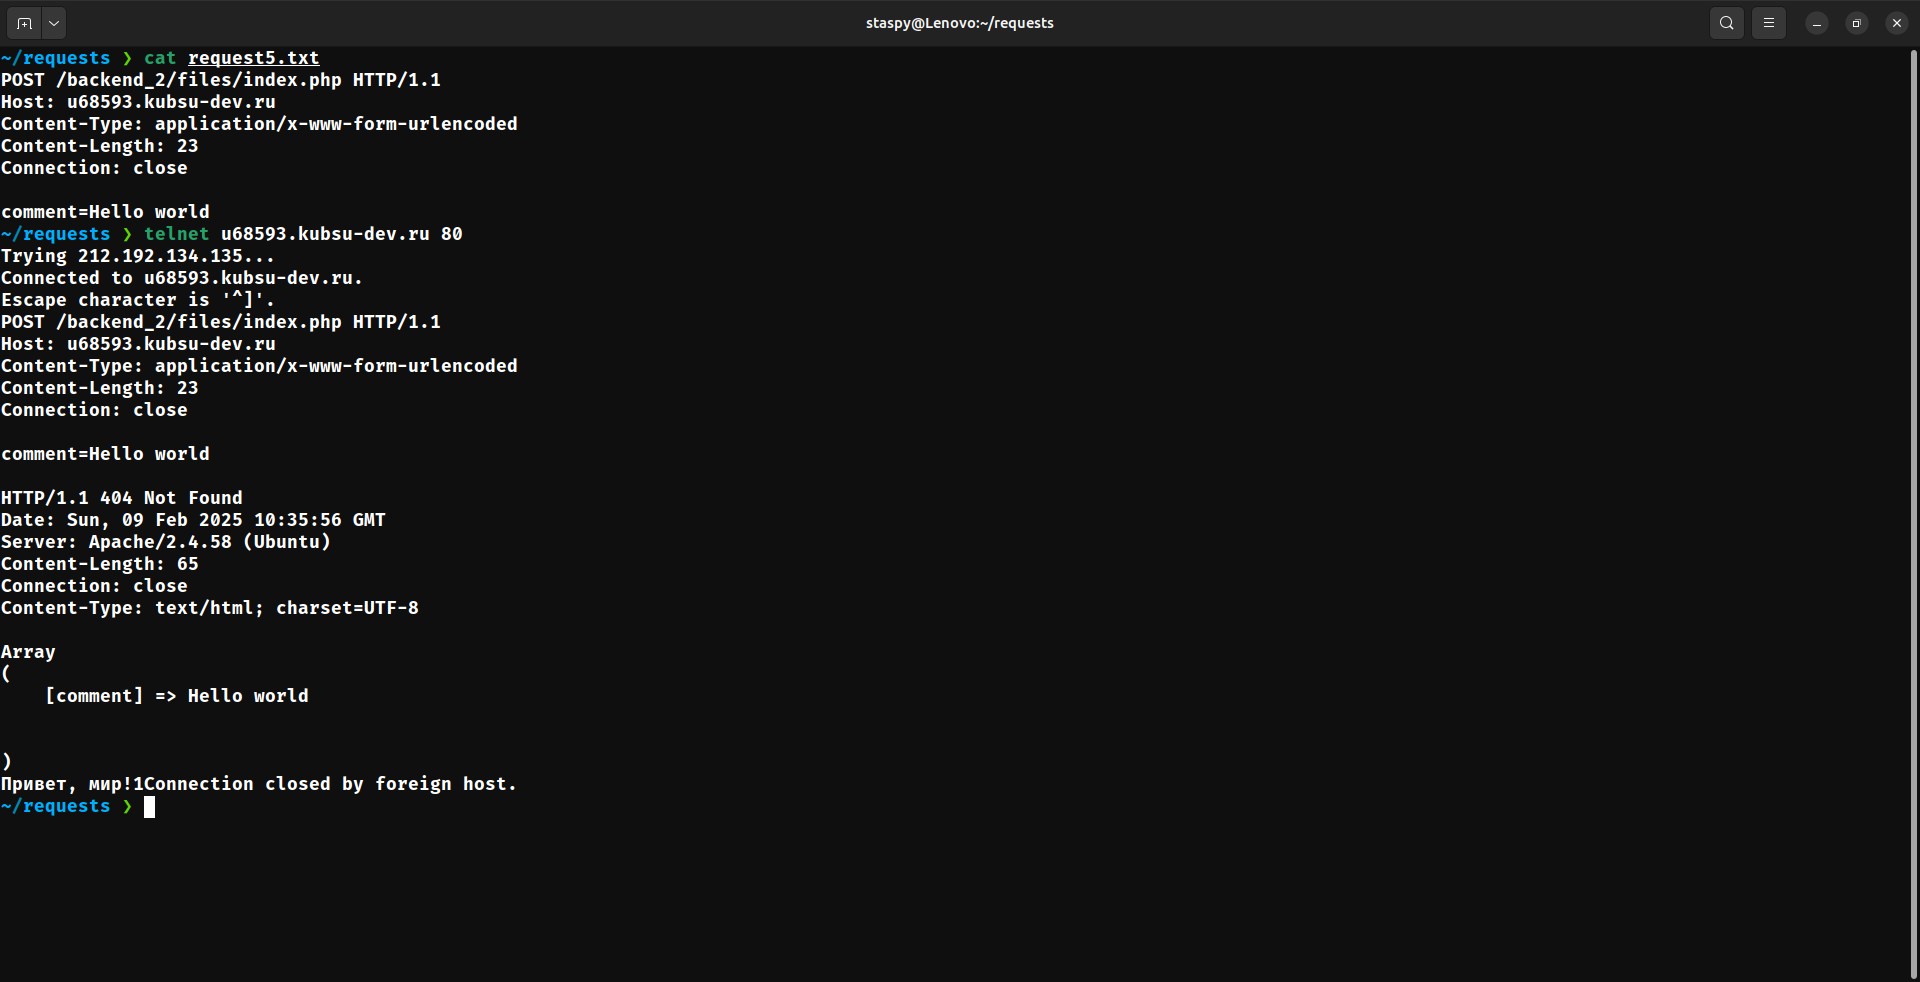 staspy@Lenovo:~/requests
~/requests ❯ cat request5.txt
POST /backend_2/files/index.php HTTP/1.1
Host: u68593.kubsu-dev.ru
Content-Type: application/x-www-form-urlencoded
Content-Length: 23
Connection: close
comment=Hello world
~/requests ❯ telnet u68593.kubsu-dev.ru 80
Trying 212.192.134.135...
Connected to u68593.kubsu-dev.ru.
Escape character is '^]'.
POST /backend_2/files/index.php HTTP/1.1
Host: u68593.kubsu-dev.ru
Content-Type: application/x-www-form-urlencoded
Content-Length: 23
Connection: close
comment=Hello world
HTTP/1.1 404 Not Found
Date: Sun, 09 Feb 2025 10:35:56 GMT
Server: Apache/2.4.58 (Ubuntu)
Content-Length: 65
Connection: close
Content-Type: text/html; charset=UTF-8
Array
(
    [comment] => Hello world
)
Привет, мир!1Connection closed by foreign host.
~/requests ❯